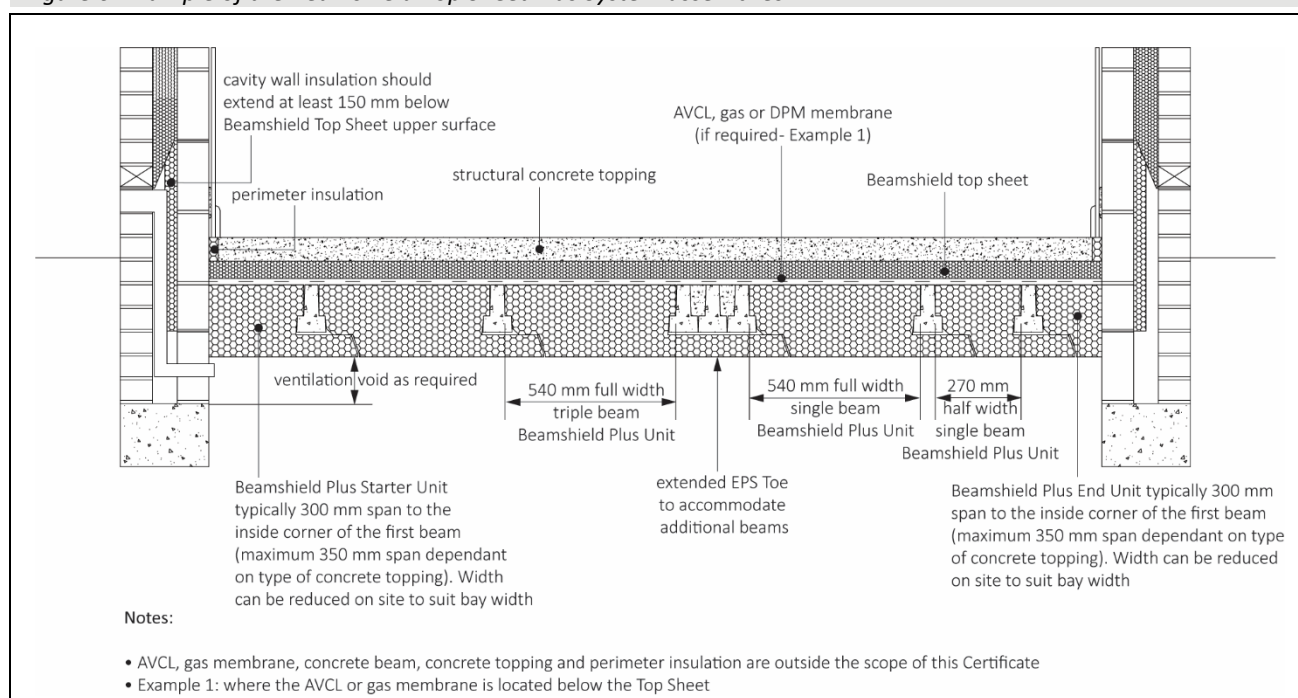 cavity wall insulation should
extend at least 150 mm below
Beamshield Top Sheet upper surface
perimeter insulation
structural concrete topping
AVCL, gas or DPM membrane
(if required- Example 1)
Beamshield top sheet
ventilation void as required
540 mm full width
triple beam
Beamshield Plus Unit
540 mm full width
single beam
Beamshield Plus Unit
270 mm
half width
single beam
Beamshield Plus Unit
Beamshield Plus Starter Unit
typically 300 mm span to the
inside corner of the first beam
(maximum 350 mm span dependant
on type of concrete topping). Width
can be reduced on site to suit bay width
extended EPS Toe
to accommodate
additional beams
Beamshield Plus End Unit typically 300 mm
span to the inside corner of the first beam
(maximum 350 mm span dependant on type
of concrete topping). Width can be reduced
on site to suit bay width
Notes:
• AVCL, gas membrane, concrete beam, concrete topping and perimeter insulation are outside the scope of this Certificate
• Example 1: where the AVCL or gas membrane is located below the Top Sheet